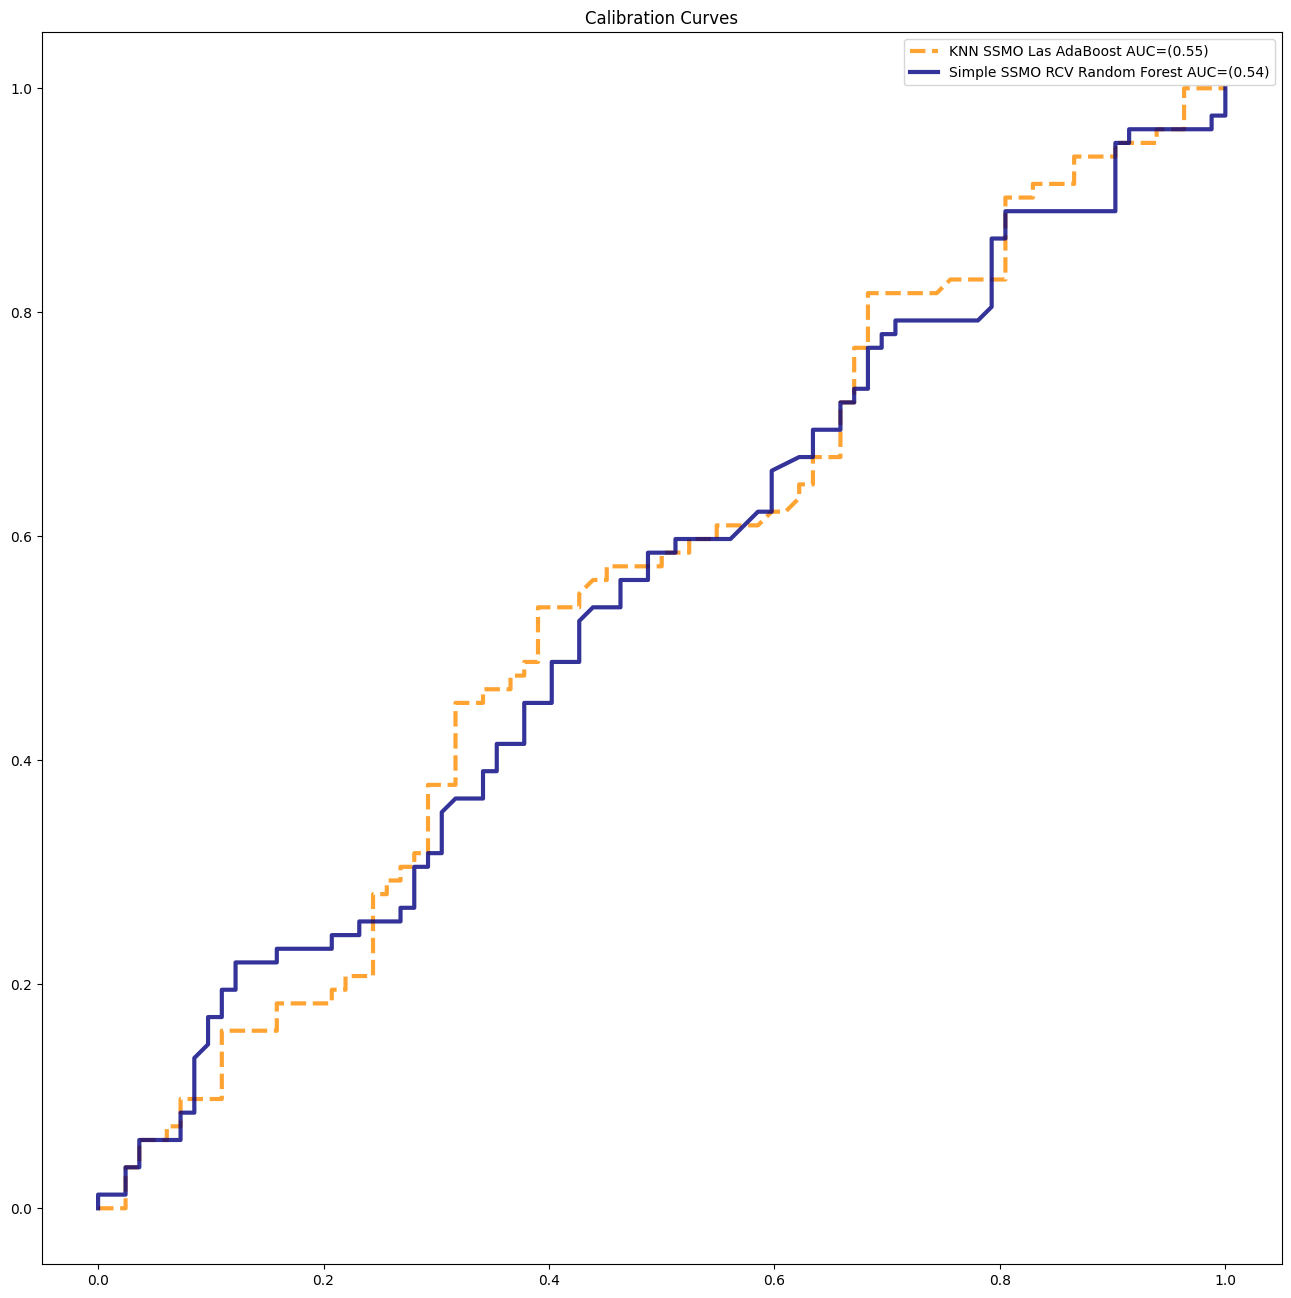 Calibration Curves
KNN SSMO Las AdaBoost AUC=(0.55)
Simple SSMO RCV Random Forest AUC=(0.54)
1.0
0.8
0.6
0.4
0.2
0.0
0.0 0.2 0.4 0.6 0.8 1.0